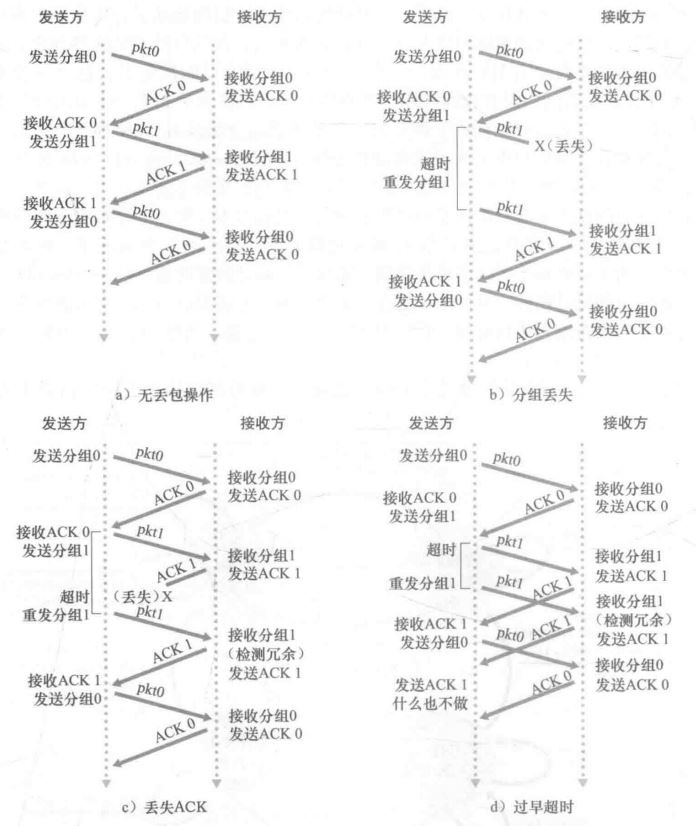 发送方 接收方
发送分组0
pkt0
接收分组0
发送ACK 0
ACK 0
接收ACK 0
发送分组1
pkt1
接收分组1
发送ACK 1
ACK 1
接收ACK 1
发送分组0
pkt0
接收分组0
发送ACK 0
ACK 0
a）无丢包操作
发送方 接收方
发送分组0
pkt0
接收分组0
发送ACK 0
ACK 0
接收ACK 0
发送分组1
pkt1
X（丢失）
超时
重发分组1
pkt1
接收分组1
发送ACK 1
ACK 1
接收ACK 1
发送分组0
pkt0
接收分组0
发送ACK 0
ACK 0
b）分组丢失
发送方 接收方
发送分组0
pkt0
接收分组0
发送ACK 0
ACK 0
接收ACK 0
发送分组1
pkt1
接收分组1
发送ACK 1
ACK 1
（丢失）X
超时
重发分组1
pkt1
接收分组1
（检测冗余）
发送ACK 1
ACK 1
接收ACK 1
发送分组0
pkt0
接收分组0
发送ACK 0
ACK 0
c）丢失ACK
发送方 接收方
发送分组0
pkt0
接收分组0
发送ACK 0
ACK 0
接收ACK 0
发送分组1
pkt1
超时
重发分组1
接收分组1
发送ACK 1
pkt1
ACK 1
接收分组1
（检测冗余）
发送ACK 1
接收ACK 1
发送分组0
pkt0
ACK 1
接收分组0
发送ACK 0
ACK 0
发送ACK 1
什么也不做
d）过早超时